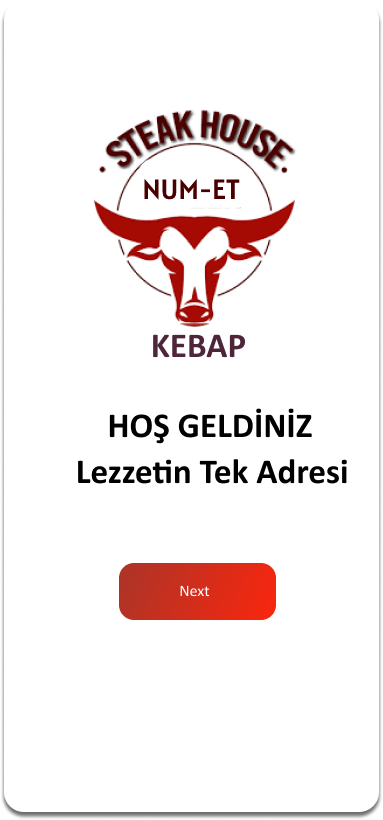 · STEAK HOUSE ·
NUM-ET
KEBAP
HOŞ GELDİNİZ
Lezzetin Tek Adresi
Next